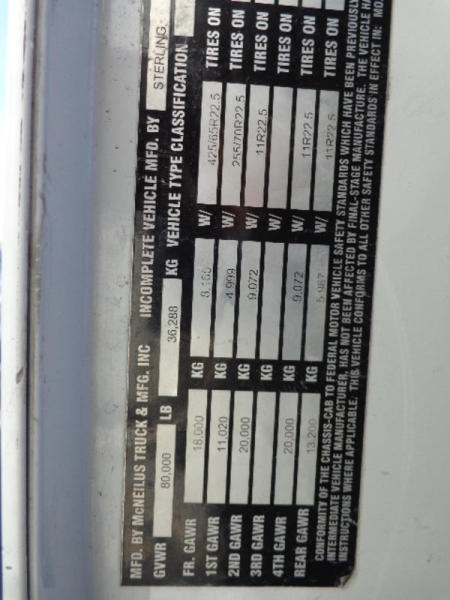 MFD. BY McNEILUS TRUCK & MFG. INC INCOMPLETE VEHICLE MFD. BY STERLING
GVWR 80,000 LB 36,288 KG VEHICLE TYPE CLASSIFICATION
FR. GAWR 18,000 KG 8,165 W/ 425/65R22.5 TIRES ON
1ST GAWR 11,020 KG 4,999 W/ 255/70R22.5 TIRES ON
2ND GAWR 20,000 KG 9,072 W/ 11R22.5 TIRES ON
3RD GAWR KG W/ TIRES ON
4TH GAWR 20,000 KG 9,072 W/ 11R22.5 TIRES ON
REAR GAWR 13,200 KG 5,987 W/ 11R22.5 TIRES ON
CONFORMITY OF THE CHASSIS-CAB TO FEDERAL MOTOR VEHICLE SAFETY STANDARDS WHICH HAVE BEEN PREVIOUSLY
INTERMEDIATE VEHICLE MANUFACTURER, HAS NOT BEEN AFFECTED BY FINAL-STAGE MANUFACTURE. THE VEHICLE HA
INSTRUCTIONS WHERE APPLICABLE. THIS VEHICLE CONFORMS TO ALL OTHER SAFETY STANDARDS IN EFFECT IN: MO